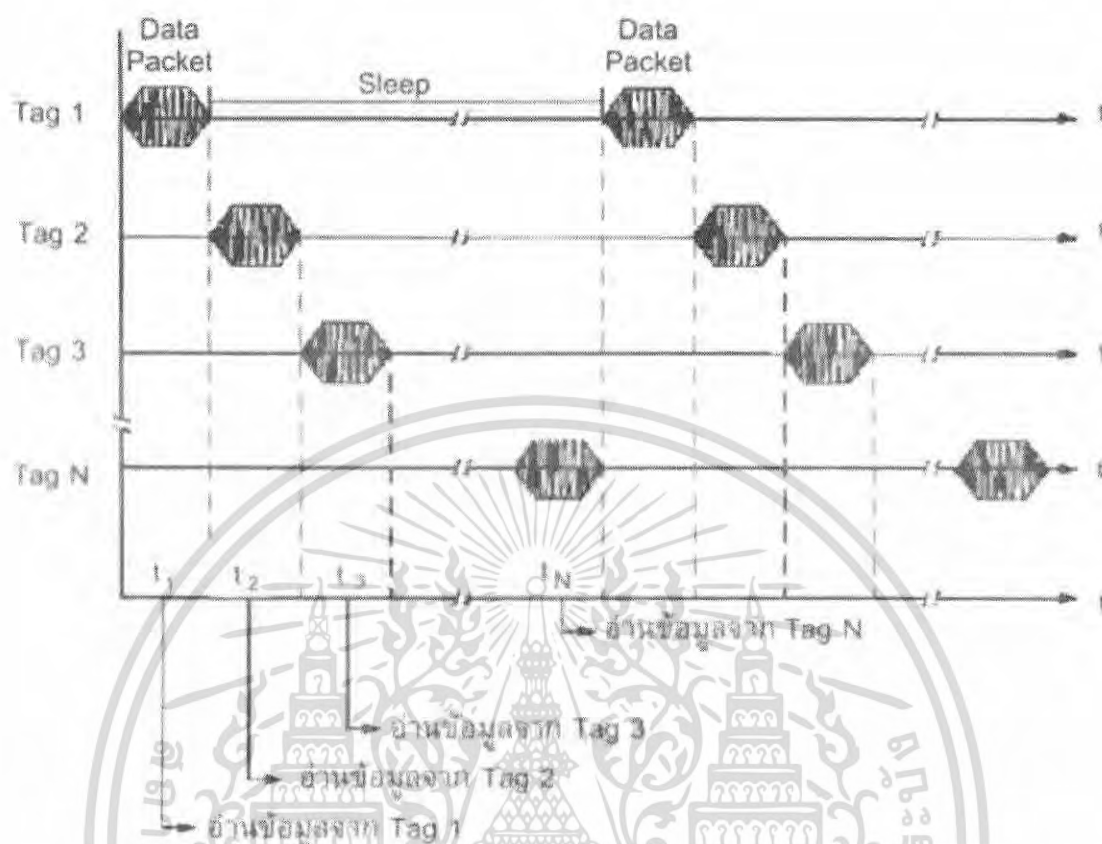 Data Packet
Data Packet
Sleep
Tag 1
t
Tag 2
t
Tag 3
t
Tag N
t
t₁
t₂
t₃
t_N
t
อ่านข้อมูลจาก Tag N
อ่านข้อมูลจาก Tag 3
อ่านข้อมูลจาก Tag 2
อ่านข้อมูลจาก Tag 1